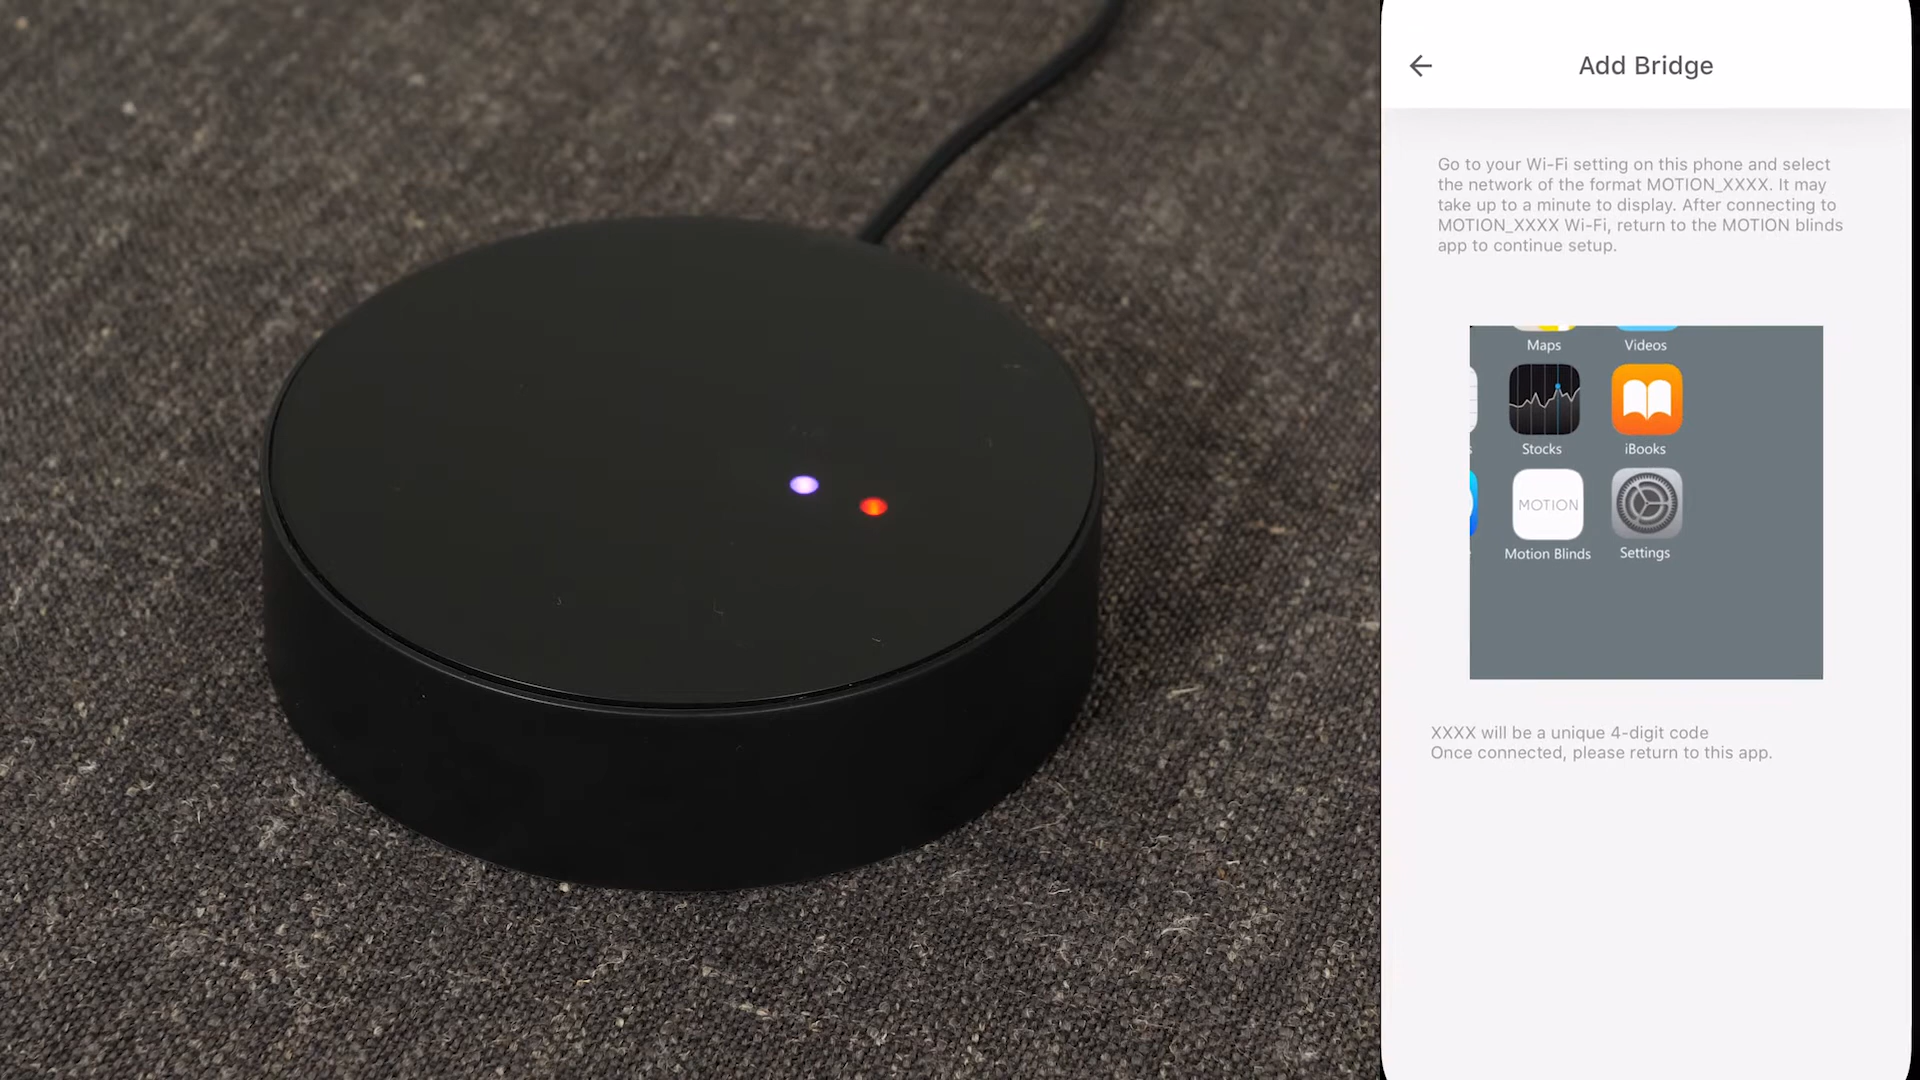 Add Bridge
Go to your Wi-Fi setting on this phone and select
the network of the format MOTION_XXXX. It may
take up to a minute to display. After connecting to
MOTION_XXXX Wi-Fi, return to the MOTION blinds
app to continue setup.
Maps
Videos
Stocks
iBooks
MOTION
Motion Blinds
Settings
XXXX will be a unique 4-digit code
Once connected, please return to this app.